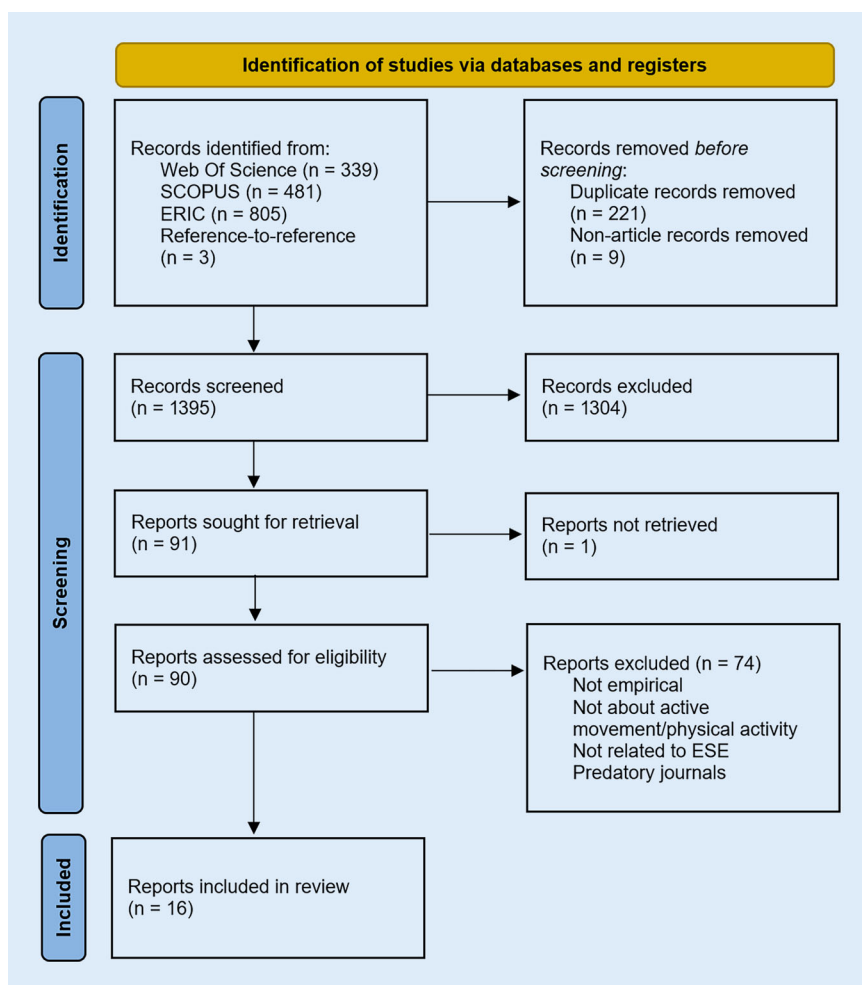 Identification of studies via databases and registers
Identification
Records identified from:
Web Of Science (n = 339)
SCOPUS (n = 481)
ERIC (n = 805)
Reference-to-reference
(n = 3)
Records removed before
screening:
Duplicate records removed
(n = 221)
Non-article records removed
(n = 9)
Screening
Records screened
(n = 1395)
Records excluded
(n = 1304)
Reports sought for retrieval
(n = 91)
Reports not retrieved
(n = 1)
Reports assessed for eligibility
(n = 90)
Reports excluded (n = 74)
Not empirical
Not about active
movement/physical activity
Not related to ESE
Predatory journals
Included
Reports included in review
(n = 16)